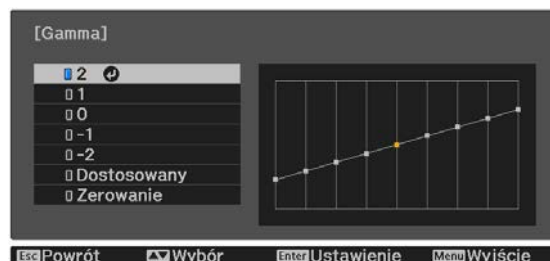 [Gamma]
2
1
0
-1
-2
Dostosowany
Zerowanie
Esc Powrót Wybór Enter Ustawienie Menu Wyjście